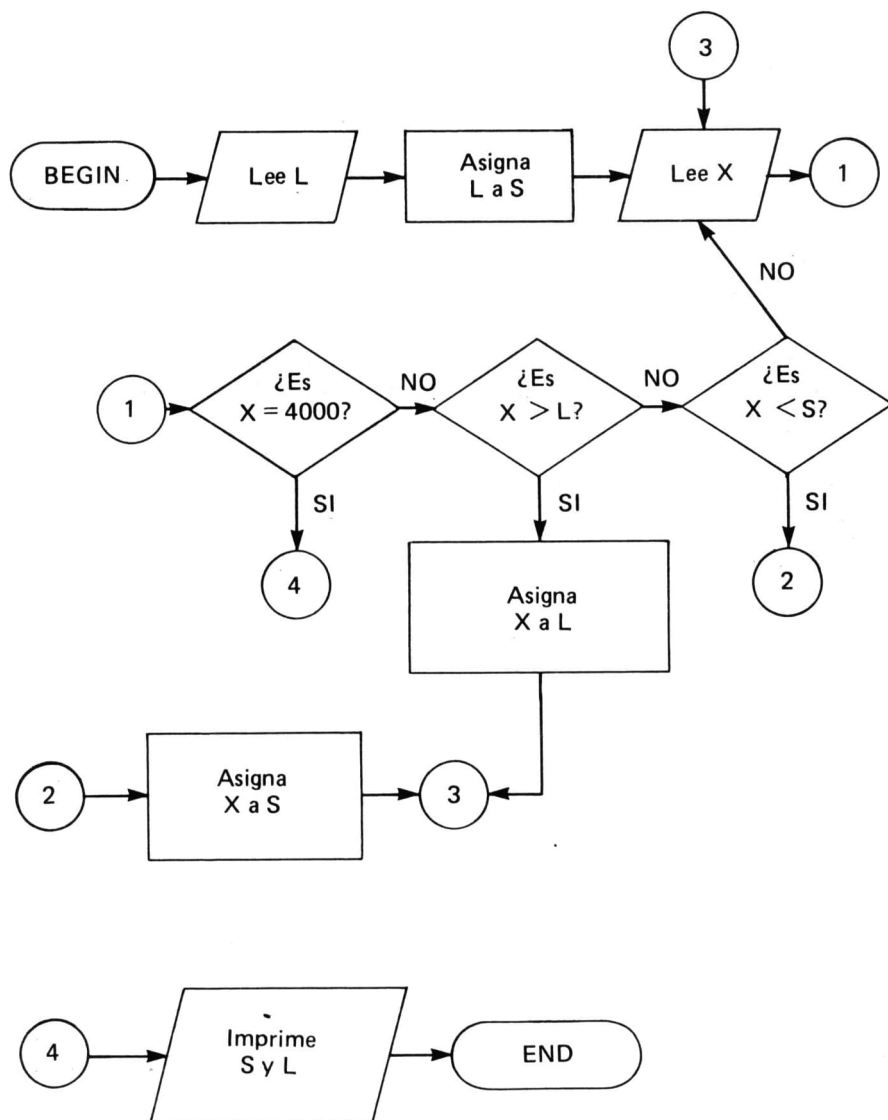 3
BEGIN
Lee L
Asigna
L a S
Lee X
1
NO
1
¿Es
X = 4000?
NO
¿Es
X > L?
NO
¿Es
X < S?
SI
SI
SI
4
Asigna
X a L
2
2
Asigna
X a S
3
4
Imprime
S y L
END